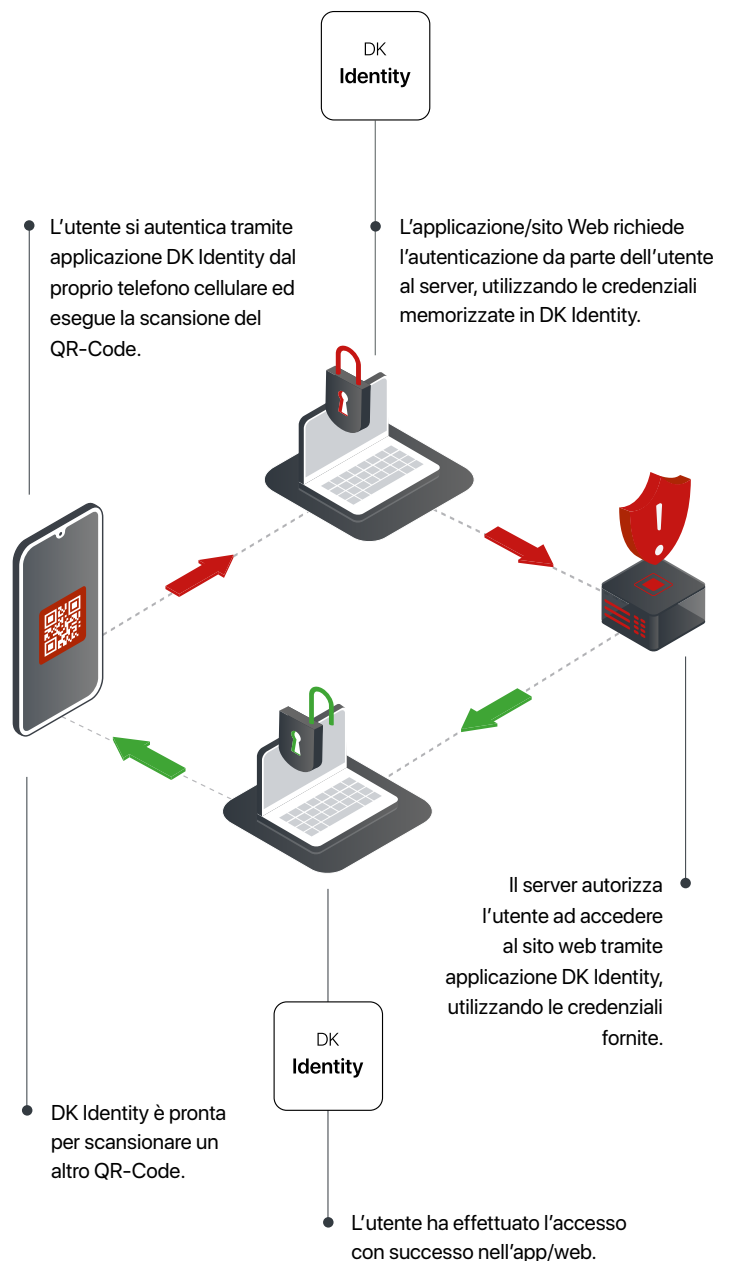 DK
Identity
L’utente si autentica tramite
applicazione DK Identity dal
proprio telefono cellulare ed
esegue la scansione del
QR-Code.
L’applicazione/sito Web richiede
l’autenticazione da parte dell’utente
al server, utilizzando le credenziali
memorizzate in DK Identity.
Il server autorizza
l’utente ad accedere
al sito web tramite
applicazione DK Identity,
utilizzando le credenziali
fornite.
DK
Identity
DK Identity è pronta
per scansionare un
altro QR-Code.
L’utente ha effettuato l’accesso
con successo nell’app/web.